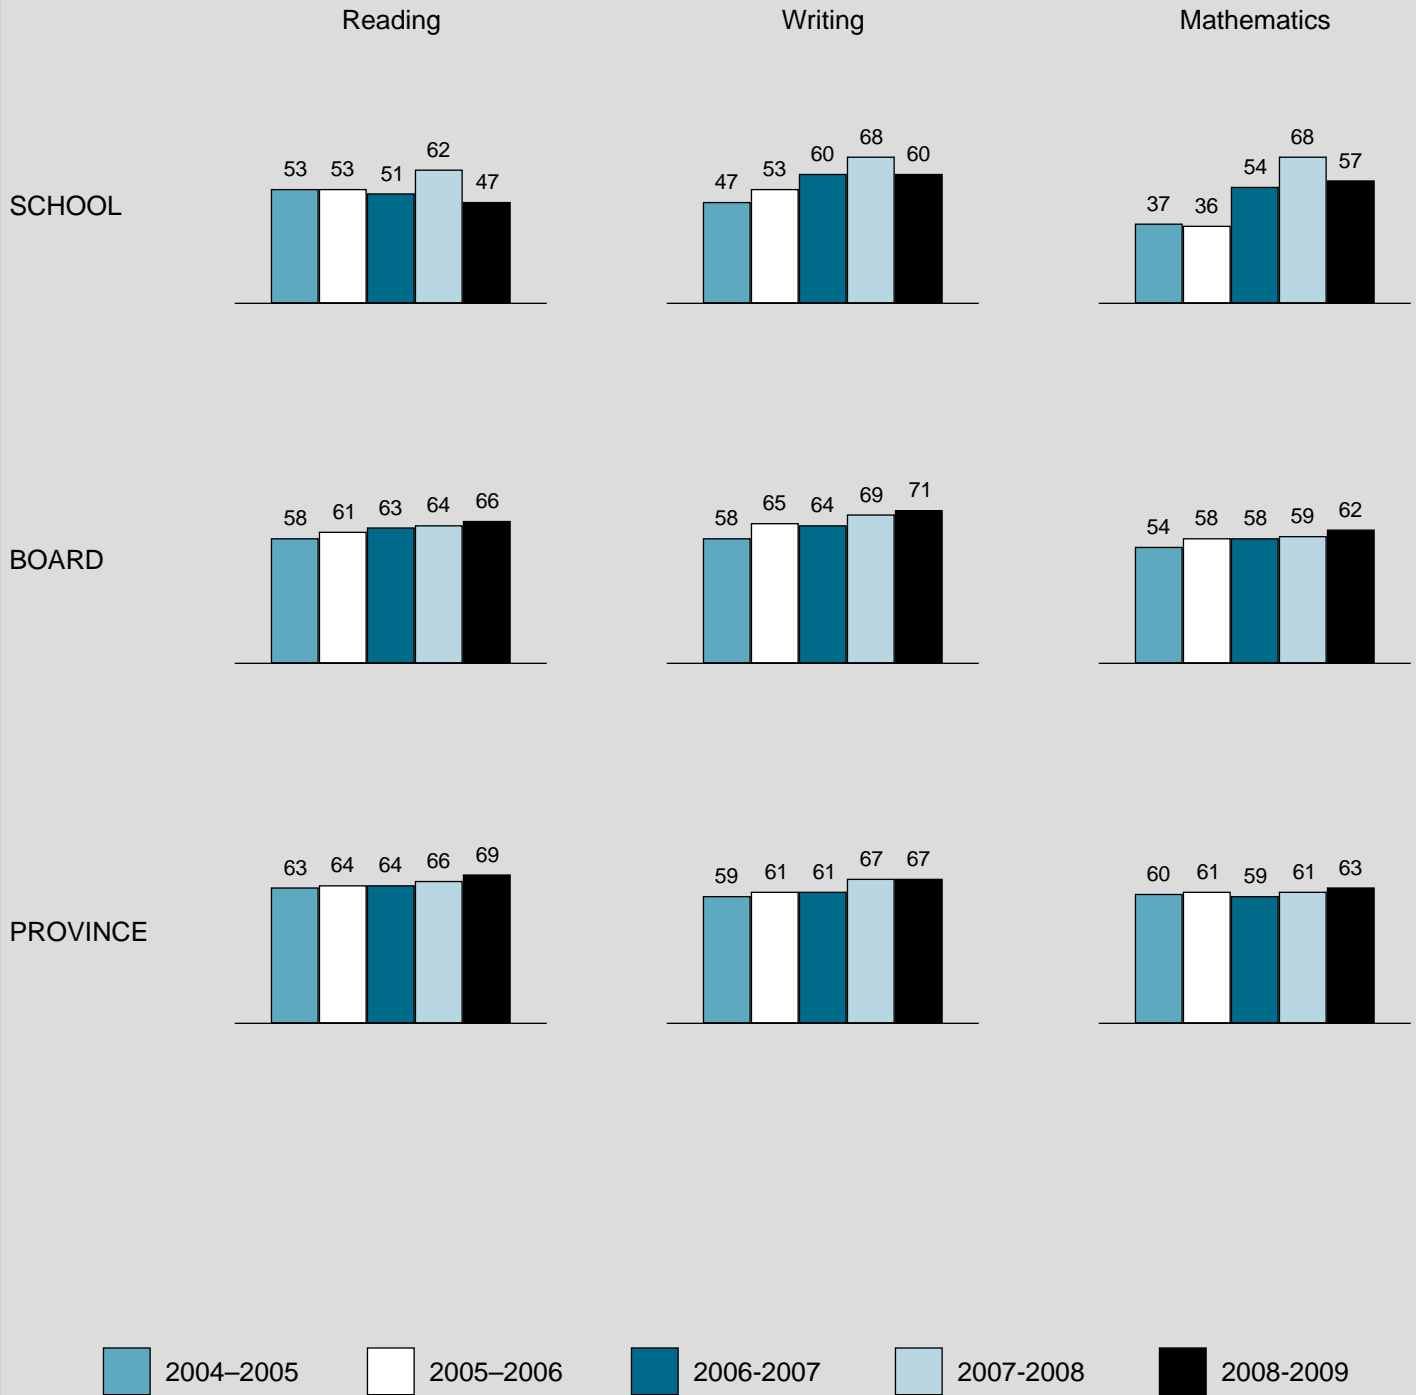 Reading Writing Mathematics
53 53 51 62 47 47 53 60 68 60 37 36 54 68 57
SCHOOL
58 61 63 64 66 58 65 64 69 71 54 58 58 59 62
BOARD
63 64 64 66 69 59 61 61 67 67 60 61 59 61 63
PROVINCE
2004–2005 2005–2006 2006-2007 2007-2008 2008-2009